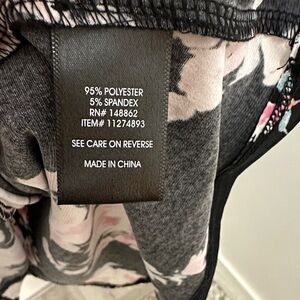 95% POLYESTER
5% SPANDEX
RN# 148862
ITEM# 11274893
SEE CARE ON REVERSE
MADE IN CHINA